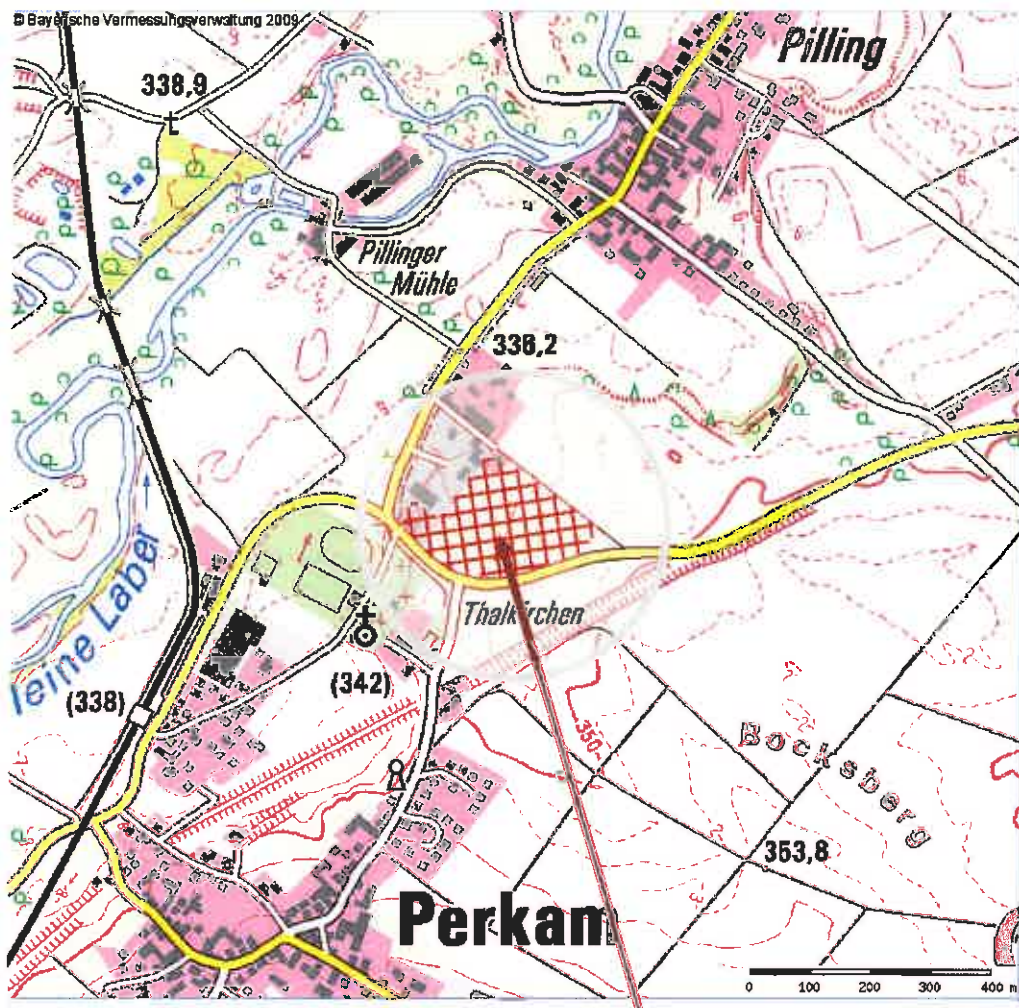 © Bayerische Vermessungsverwaltung 2009
Pilling
338,9
Pillinger
Mühle
336,2
leine Laber
Thalkirchen
(342)
(338)
350
Bocksberg
353,8
Perkam
0 100 200 300 400 m